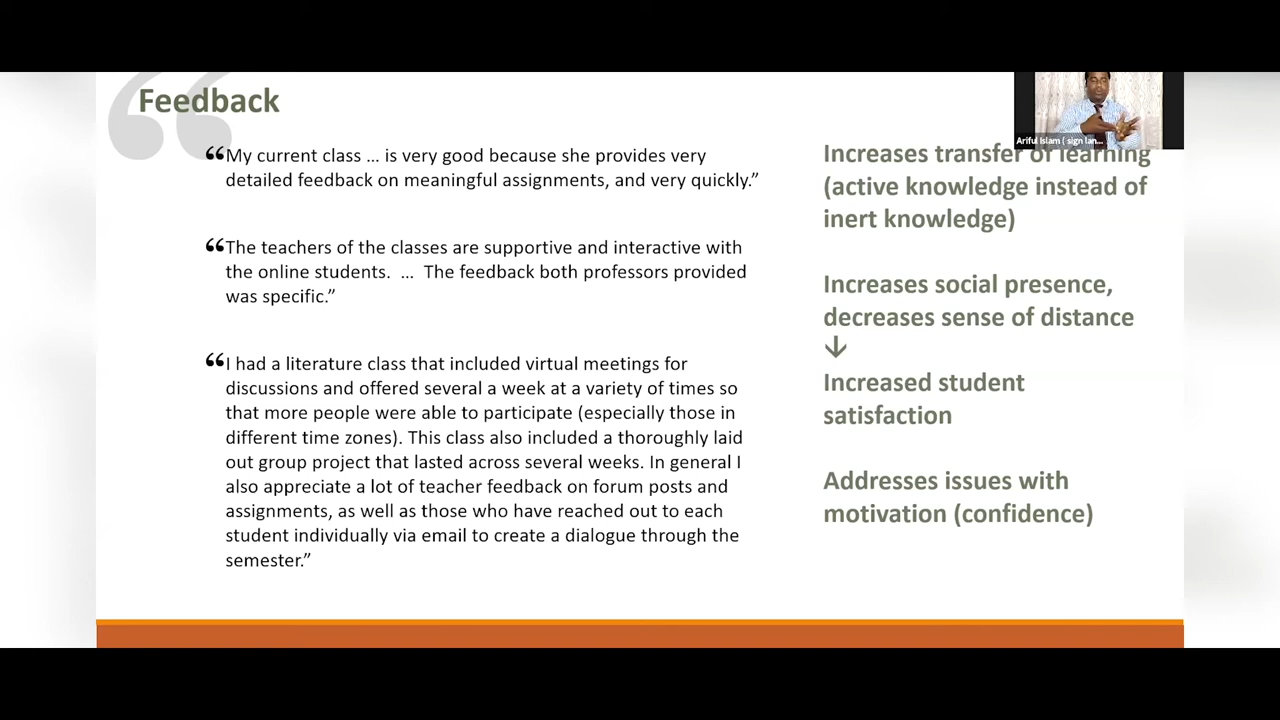 Feedback
“My current class … is very good because she provides very
detailed feedback on meaningful assignments, and very quickly.”
“The teachers of the classes are supportive and interactive with
the online students.  …  The feedback both professors provided
was specific.”
“I had a literature class that included virtual meetings for
discussions and offered several a week at a variety of times so
that more people were able to participate (especially those in
different time zones). This class also included a thoroughly laid
out group project that lasted across several weeks. In general I
also appreciate a lot of teacher feedback on forum posts and
assignments, as well as those who have reached out to each
student individually via email to create a dialogue through the
semester.”
Ariful Islam ( sign lan...
Increases transfer of learning
(active knowledge instead of
inert knowledge)
Increases social presence,
decreases sense of distance
↓
Increased student
satisfaction
Addresses issues with
motivation (confidence)